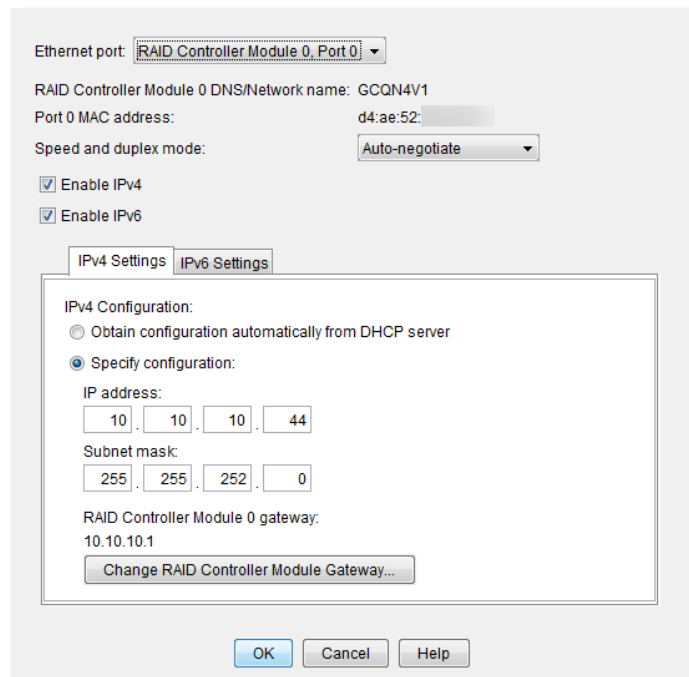 Ethernet port: RAID Controller Module 0, Port 0
RAID Controller Module 0 DNS/Network name: GCQN4V1
Port 0 MAC address: d4:ae:52:
Speed and duplex mode: Auto-negotiate
Enable IPv4
Enable IPv6
IPv4 Settings IPv6 Settings
IPv4 Configuration:
Obtain configuration automatically from DHCP server
Specify configuration:
IP address:
10 . 10 . 10 . 44
Subnet mask:
255 . 255 . 252 . 0
RAID Controller Module 0 gateway:
10.10.10.1
Change RAID Controller Module Gateway...
OK Cancel Help